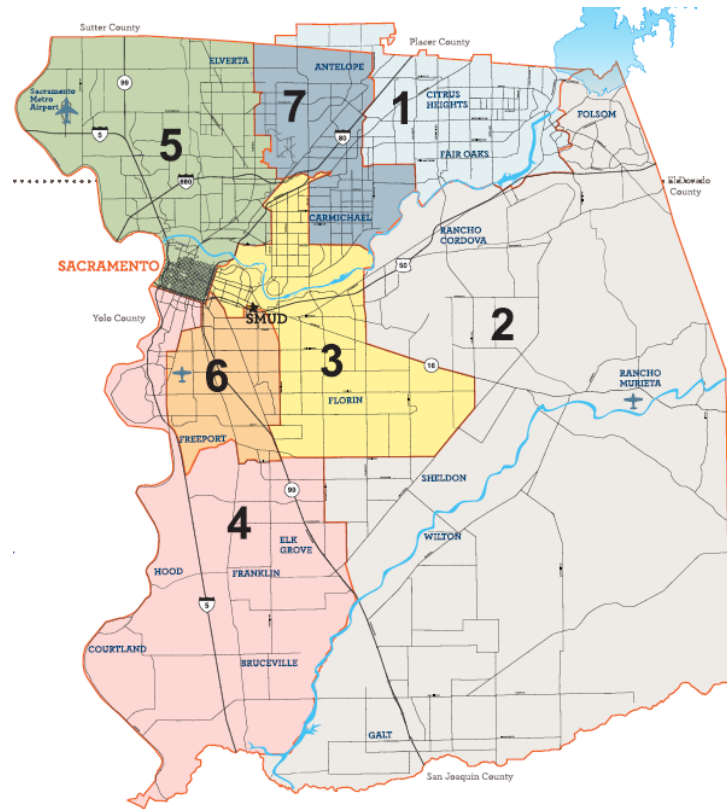 Sutter County
Placer County
ELVERTA
ANTELOPE
99
Sacramento
Metro
Airport
7
1
CITRUS
HEIGHTS
FOLSOM
5
5
80
FAIR OAKS
880
El Dorado
County
CARMICHAEL
RANCHO
CORDOVA
SACRAMENTO
50
Yolo County
SMUD
2
3
16
6
RANCHO
MURIETA
FLORIN
FREEPORT
SHELDON
99
4
ELK
GROVE
WILTON
HOOD
FRANKLIN
5
COURTLAND
BRUCEVILLE
GALT
San Joaquin County